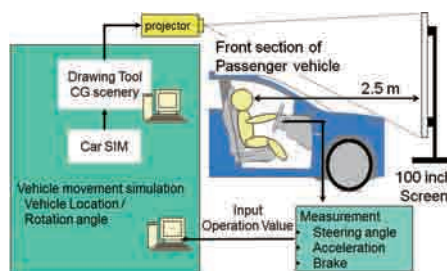 projector
Front section of
Passenger vehicle
Drawing Tool
CG scenery
2.5 m
Car SIM
100 inch
Screen
Vehicle movement simulation
Vehicle Location /
Rotation angle
Input
Operation Value
Measurement
Steering angle
Acceleration
Brake